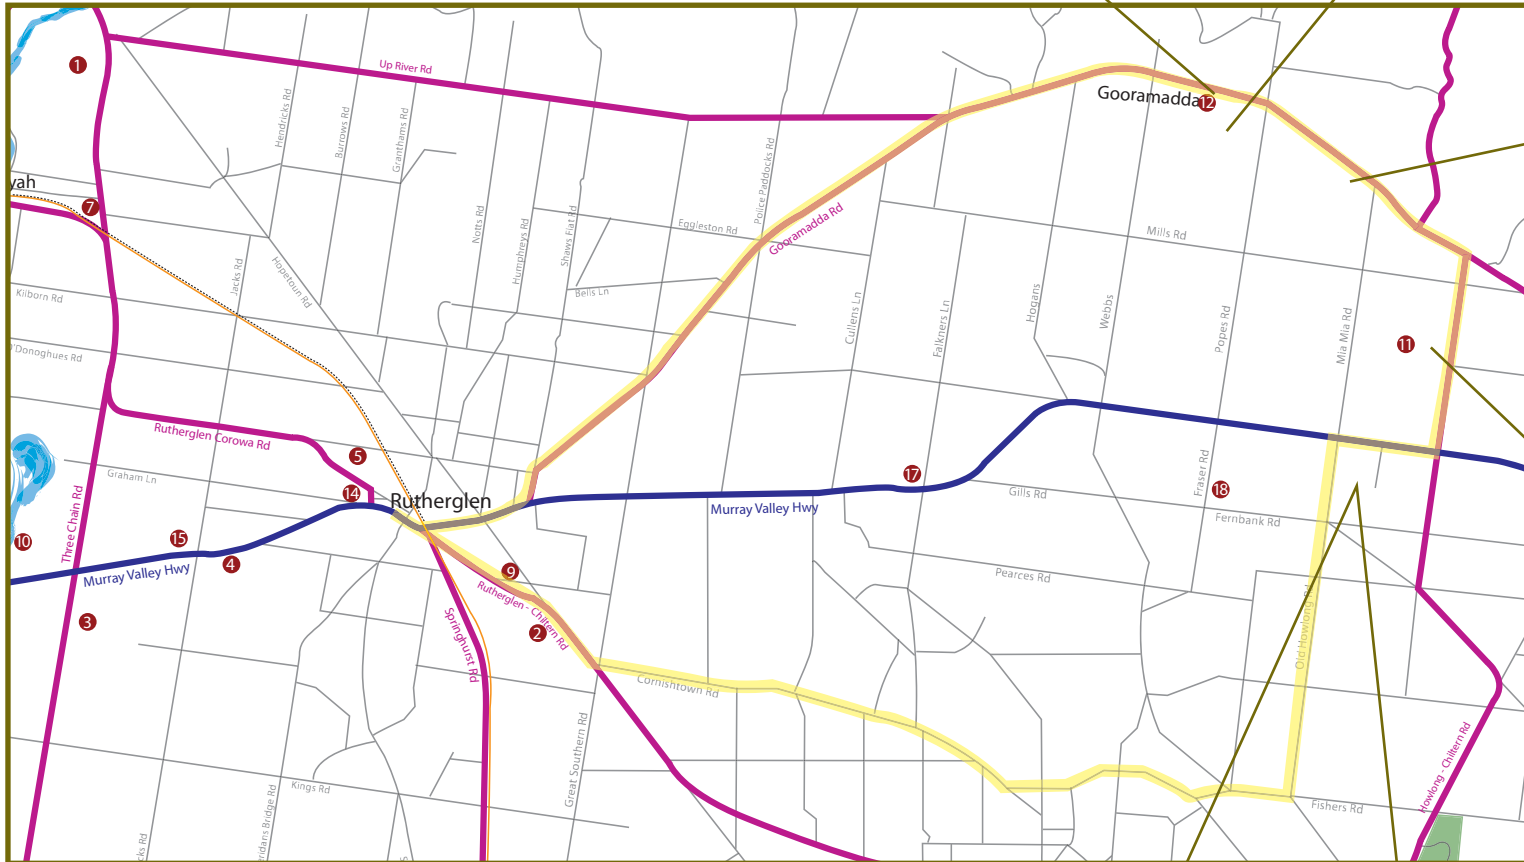 Up River Rd
1
Gooramadda
12
Hendricks Rd
Burrows Rd
Granthams Rd
Police Paddocks Rd
yah
7
Notts Rd
Humphreys Rd
Shaws Flat Rd
Eggleston Rd
Gooramadda Rd
Mills Rd
Jacks Rd
Hopetoun Rd
Kilborn Rd
Bells Ln
Cullens Ln
Falkners Ln
Hogans
Webbs
Popes Rd
Mia Mia Rd
11
O'Donoghues Rd
Rutherglen Corowa Rd
5
Graham Ln
14
Rutherglen
17
Murray Valley Hwy
Gills Rd
Fraser Rd
18
Fernbank Rd
Three Chain Rd
10
15
4
Murray Valley Hwy
9
Pearces Rd
3
Rutherglen - Chiltern Rd
2
Springhurst Rd
Old Howlong Rd
Cornishtown Rd
Great Southern Rd
Kings Rd
Fishers Rd
Howlong - Chiltern Rd
ridans Bridge Rd
cks Rd